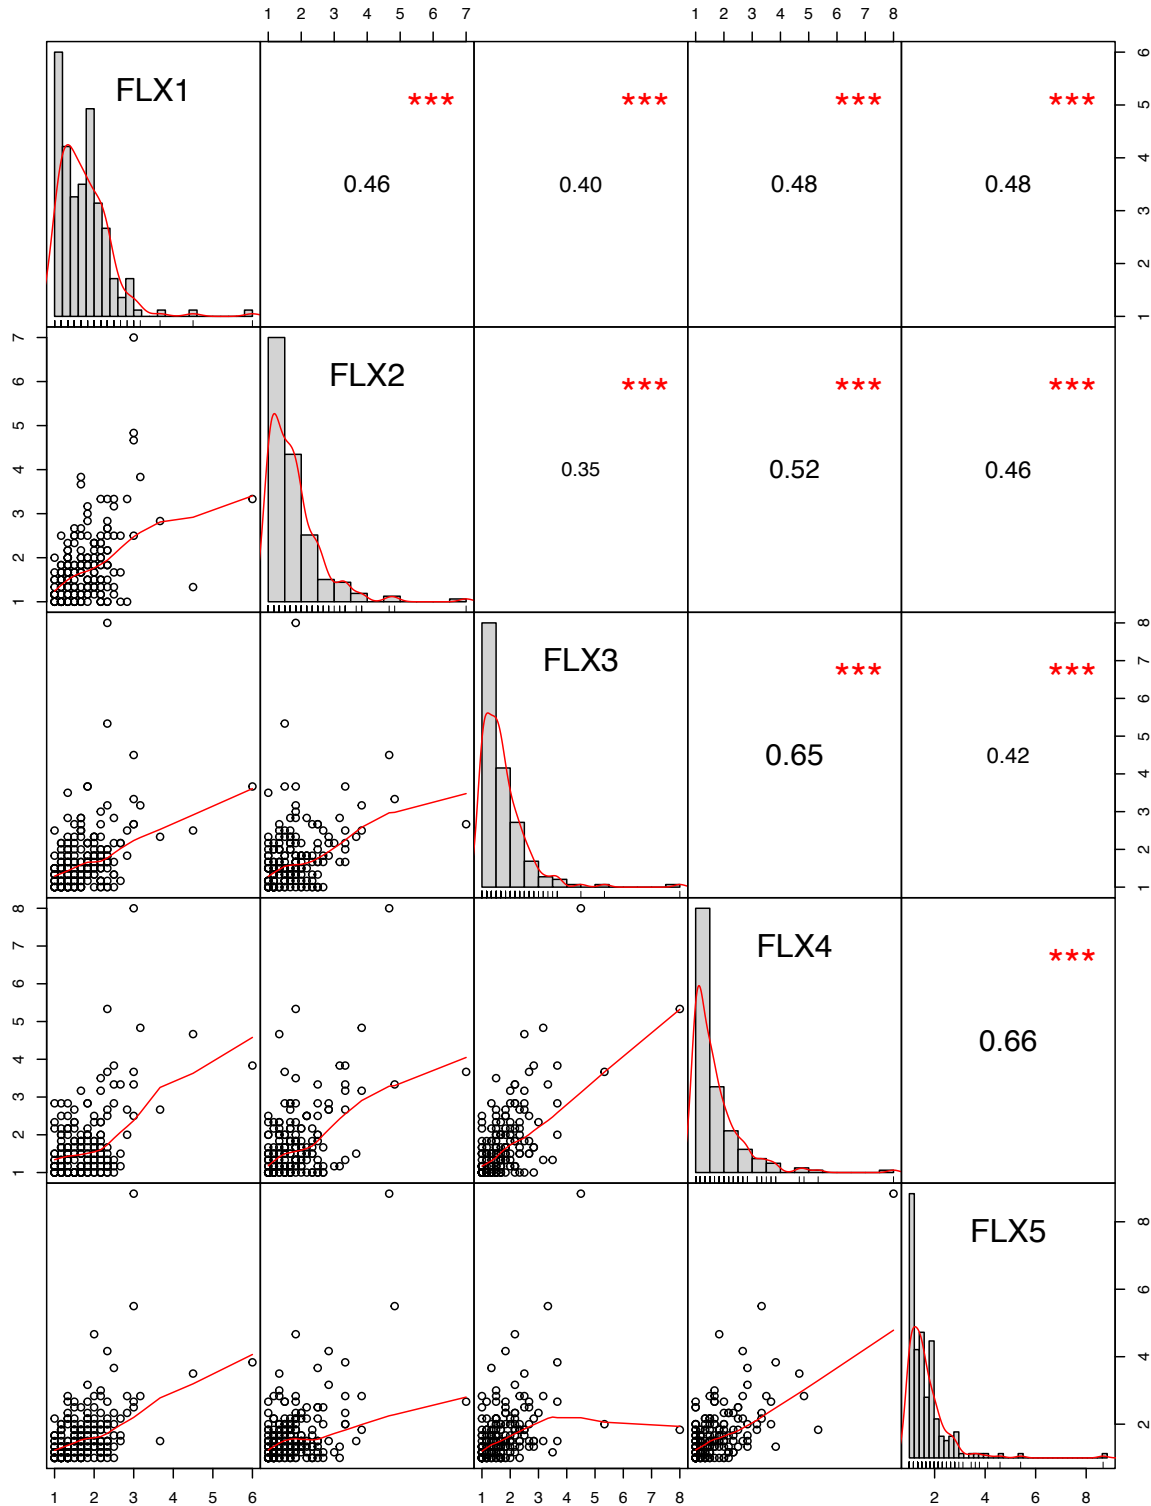 1 2 3 4 5 6 7 1 2 3 4 5 6 7 8
FLX1 *** *** *** ***
0.46 0.40 0.48 0.48
1 2 3 4 5 6
FLX2 *** *** ***
0.35 0.52 0.46
1 2 3 4 5 6 7
FLX3 *** ***
0.65 0.42
1 2 3 4 5 6 7 8
FLX4 ***
0.66
1 2 3 4 5 6 7 8
FLX5
2 4 6 8
1 2 3 4 5 6 1 2 3 4 5 6 7 8 2 4 6 8